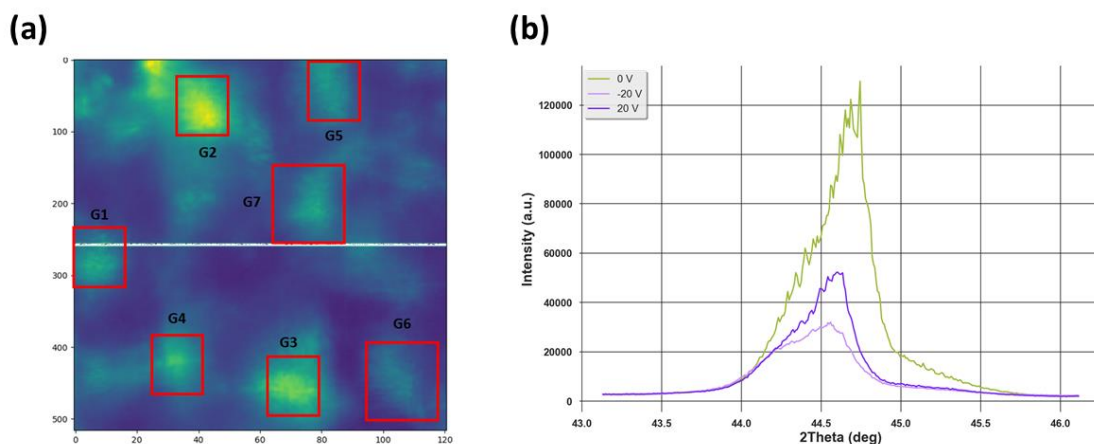 (a)
0
100
200
300
400
500
0 20 40 60 80 100 120
G1
G2
G3
G4
G5
G6
G7
(b)
0 V
-20 V
20 V
Intensity (a.u.)
120000
100000
80000
60000
40000
20000
0
43.0 43.5 44.0 44.5 45.0 45.5 46.0
2Theta (deg)